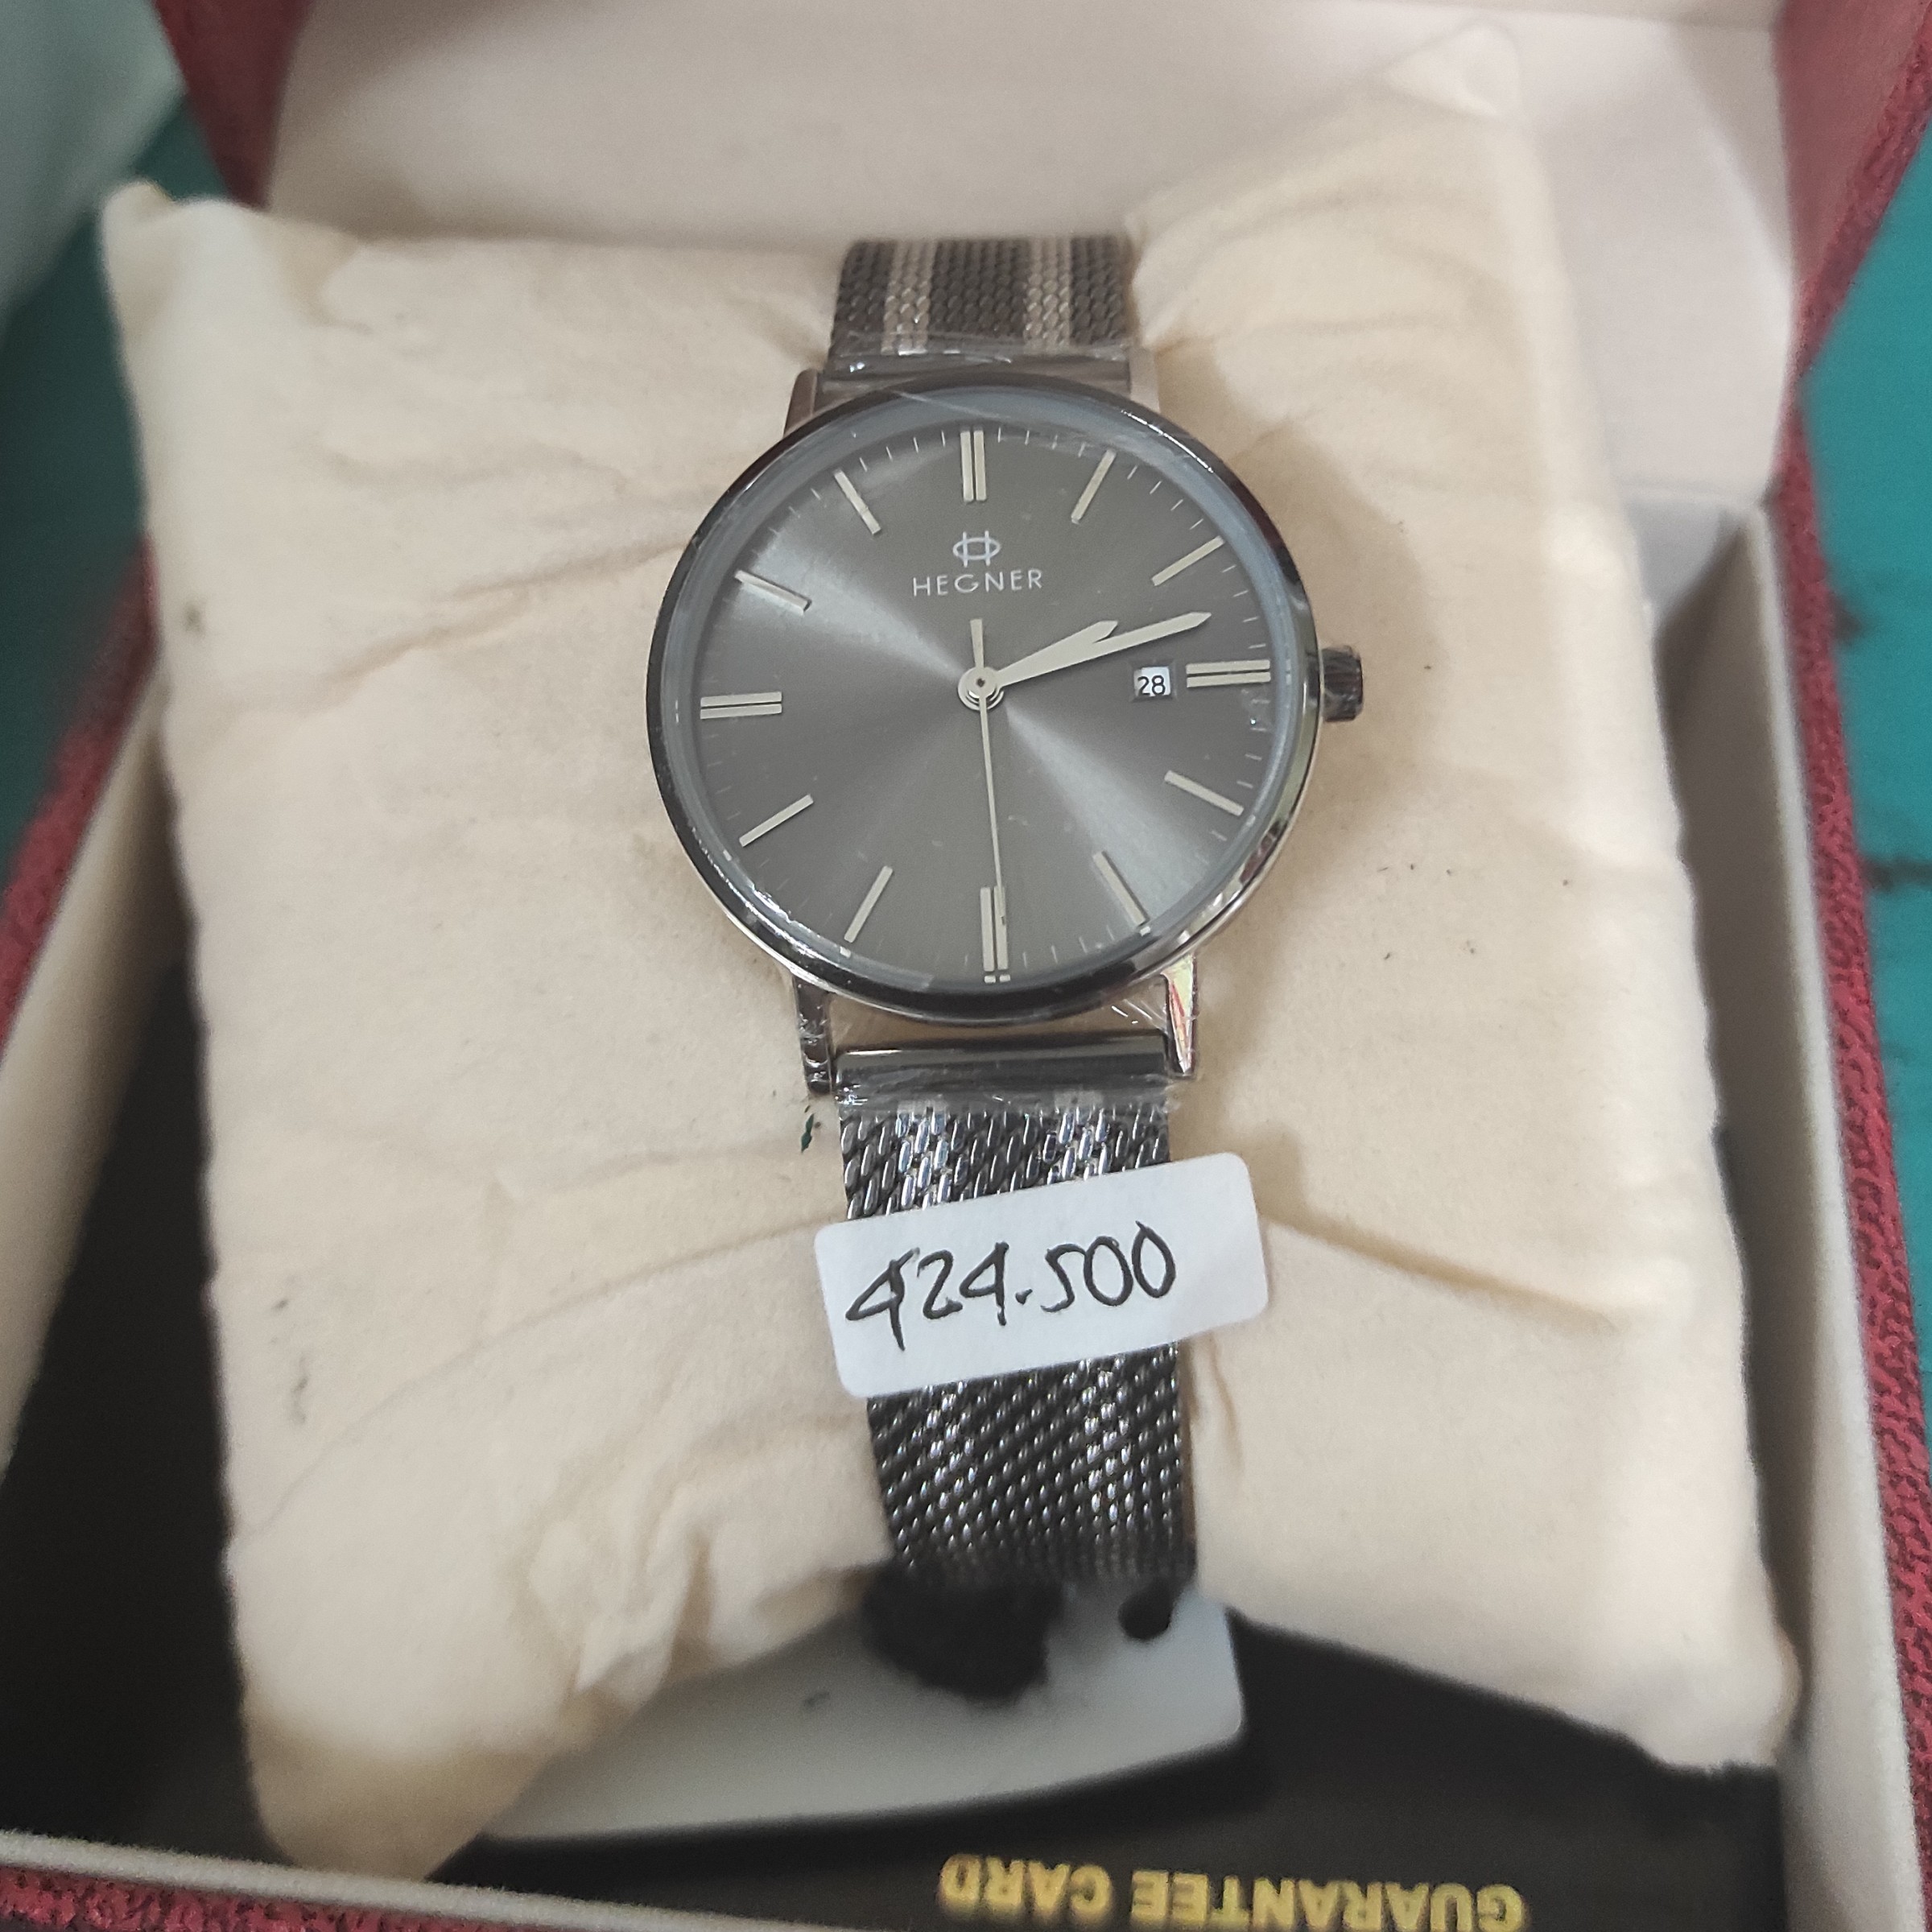 HEGNER
28
424.500
GUARANTEE CARD